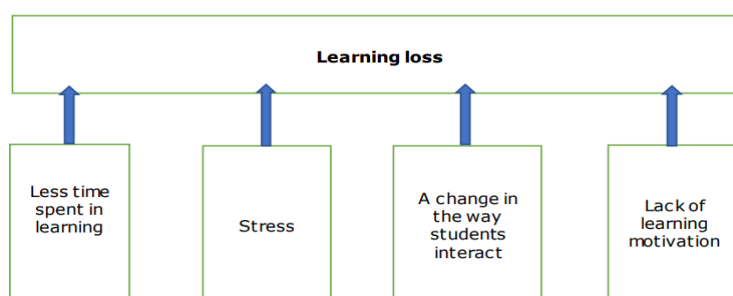 Learning loss
Less time
spent in
learning
Stress
A change in
the way
students
interact
Lack of
learning
motivation